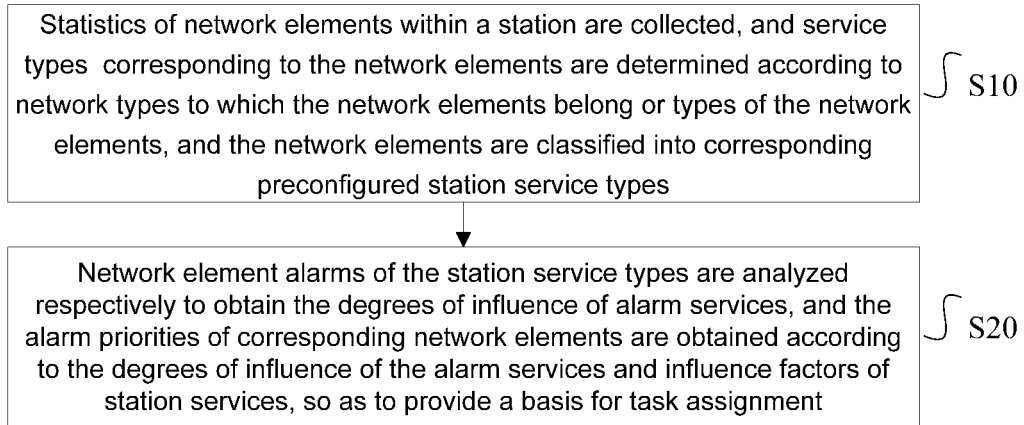 Statistics of network elements within a station are collected, and service
types corresponding to the network elements are determined according to
network types to which the network elements belong or types of the network
elements, and the network elements are classified into corresponding
preconfigured station service types
S10
Network element alarms of the station service types are analyzed
respectively to obtain the degrees of influence of alarm services, and the
alarm priorities of corresponding network elements are obtained according
to the degrees of influence of the alarm services and influence factors of
station services, so as to provide a basis for task assignment
S20